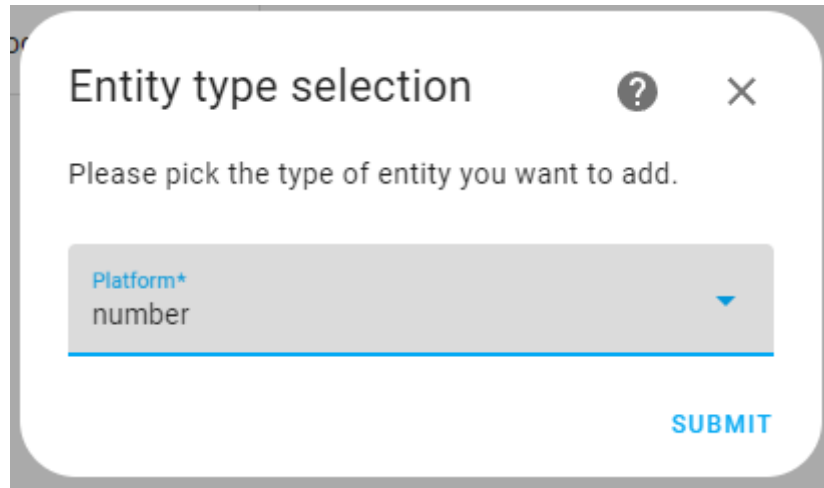 Entity type selection
Please pick the type of entity you want to add.
Platform*
number
SUBMIT